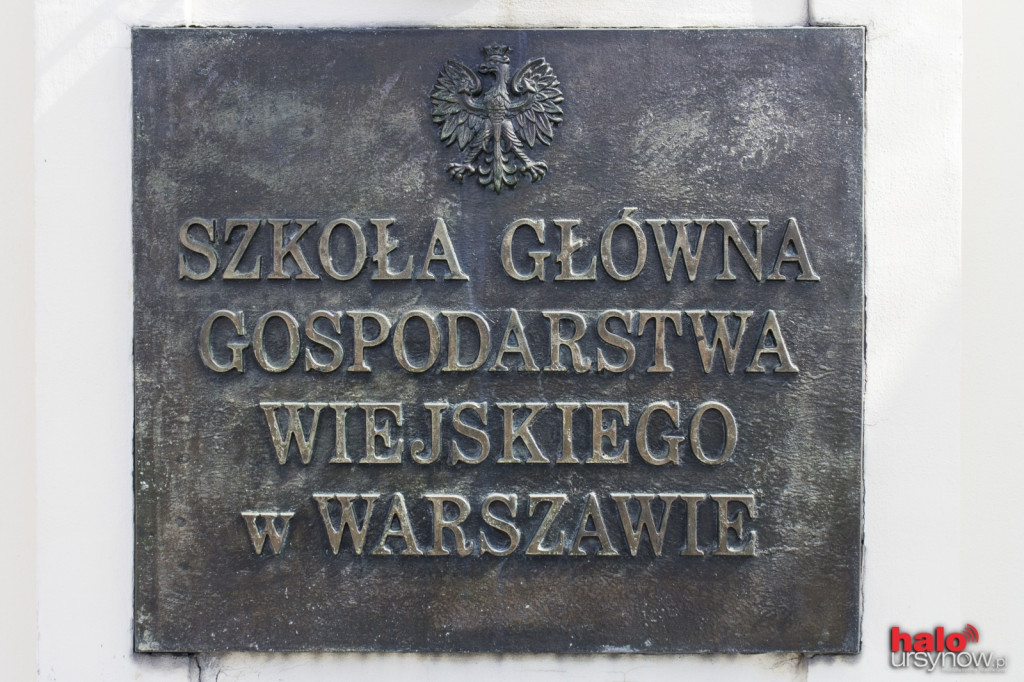 SZKOŁA GŁÓWNA
GOSPODARSTWA
WIEJSKIEGO
w WARSZAWIE
halo
ursynow.pl